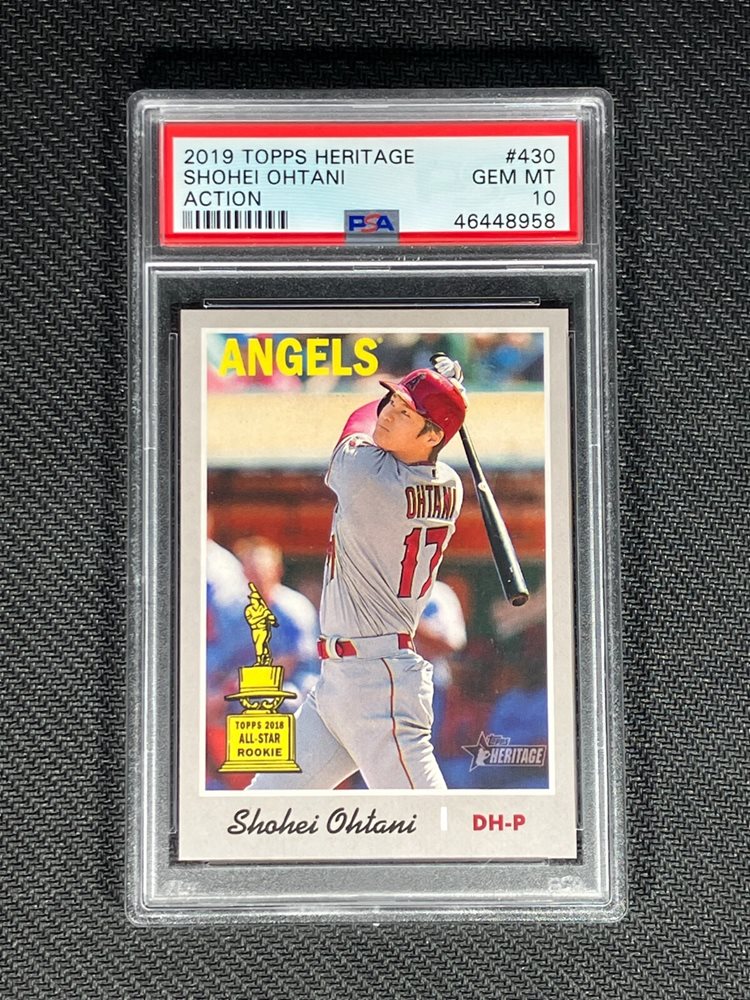 2019 TOPPS HERITAGE #430
SHOHEI OHTANI GEM MT
ACTION 10
PSA 46448958
ANGELS
A
OHTANI
17
TOPPS 2018
ALL-STAR
ROOKIE
Topps
HERITAGE
Shohei Ohtani DH-P